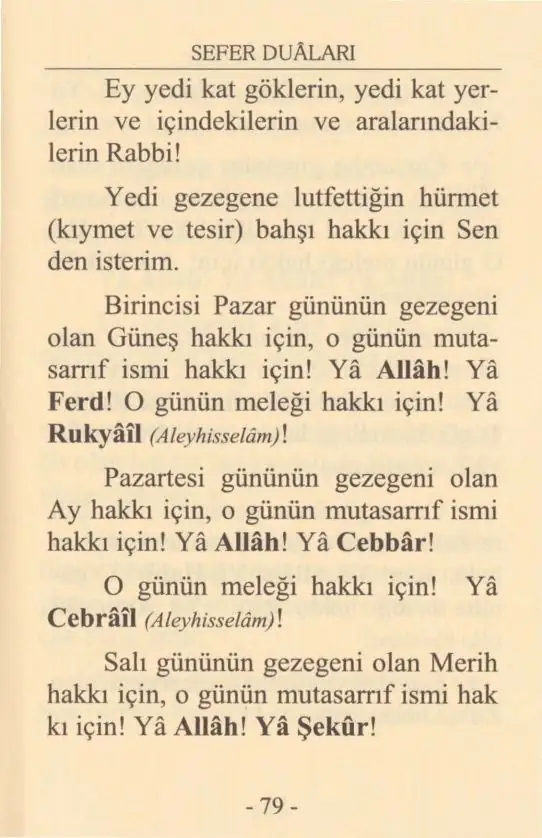 SEFER DUÂLARI
Ey yedi kat göklerin, yedi kat yer-
lerin ve içindekilerin ve aralarındaki-
lerin Rabbi!
Yedi gezegene lutfettiğin hürmet
(kıymet ve tesir) bahşı hakkı için Sen
den isterim.
Birincisi Pazar gününün gezegeni
olan Güneş hakkı için, o günün muta-
sarrıf ismi hakkı için! Yâ Allâh! Yâ
Ferd! O günün meleği hakkı için! Yâ
Rukyâîl (Aleyhisselâm)!
Pazartesi gününün gezegeni olan
Ay hakkı için, o günün mutasarrıf ismi
hakkı için! Yâ Allâh! Yâ Cebbâr!
O günün meleği hakkı için! Yâ
Cebrâîl (Aleyhisselâm)!
Salı gününün gezegeni olan Merih
hakkı için, o günün mutasarrıf ismi hak
kı için! Yâ Allâh! Yâ Şekûr!
- 79 -